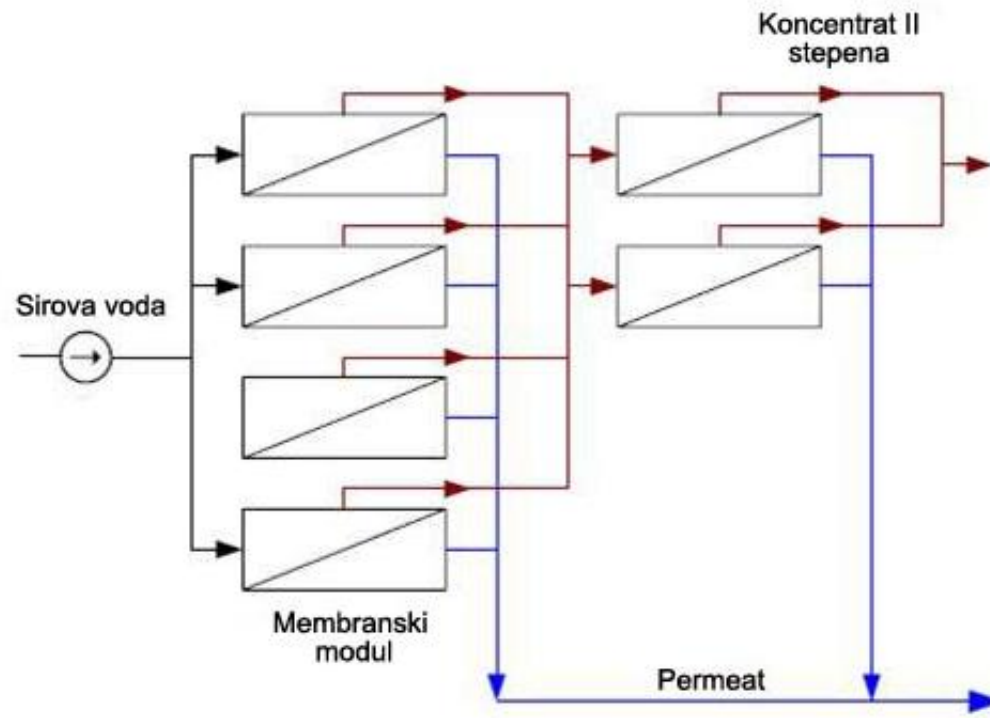 Koncentrat II
stepena
Sirova voda
Membranski
modul
Permeat